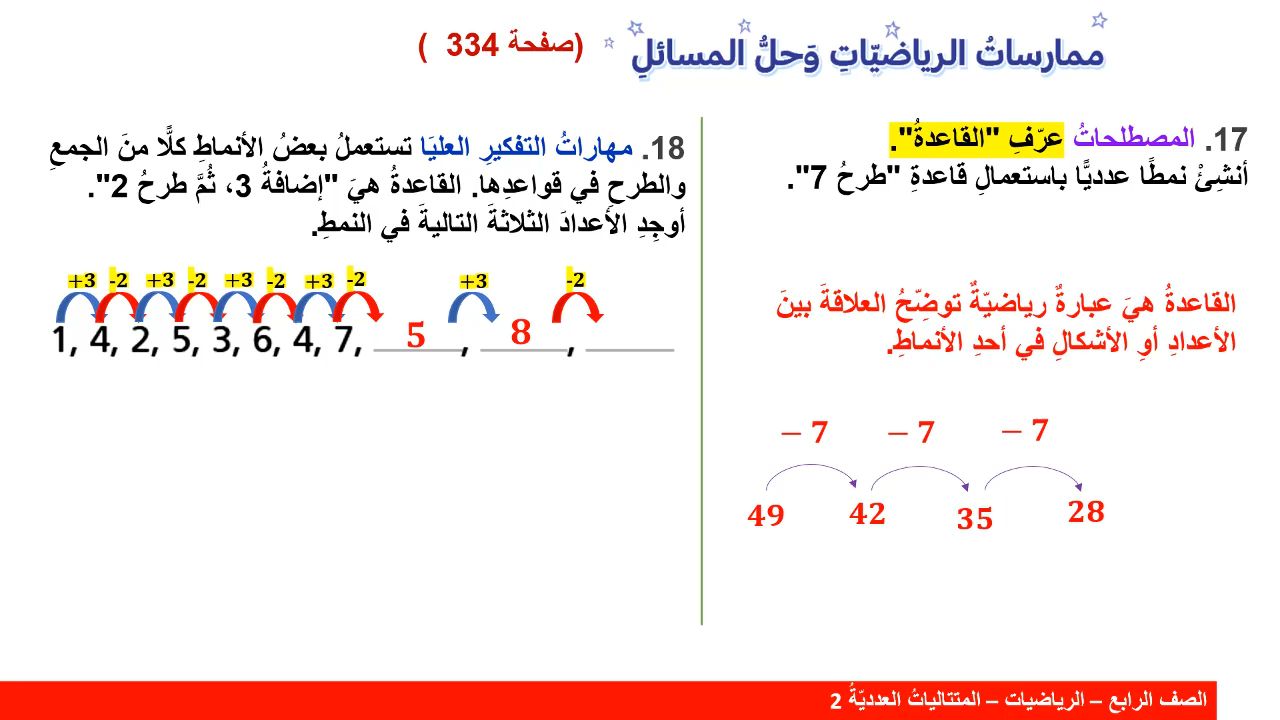 ممارساتُ الرياضيّاتِ وَحلُّ المسائلِ
(صفحة 334 )
17. المصطلحاتُ عرّفِ "القاعدةُ".
أنشِئْ نمطًا عدديًّا باستعمالِ قاعدةِ "طرحُ 7".
القاعدةُ هيَ عبارةٌ رياضيّةٌ توضّحُ العلاقةَ بينَ
الأعدادِ أوِ الأشكالِ في أحدِ الأنماطِ.
– 7 – 7 – 7
49 42 35 28
18. مهاراتُ التفكيرِ العليَا تستعملُ بعضُ الأنماطِ كلًّا منَ الجمعِ
والطرحِ في قواعدِها. القاعدةُ هيَ "إضافةُ 3، ثُمَّ طرحُ 2".
أوجِدِ الأعدادَ الثلاثةَ التاليةَ في النمطِ.
+3 -2 +3 -2 +3 -2 +3 -2 +3 -2
1, 4, 2, 5, 3, 6, 4, 7, 5, 8,
الصف الرابع – الرياضيات – المتتالياتُ العدديّةُ 2